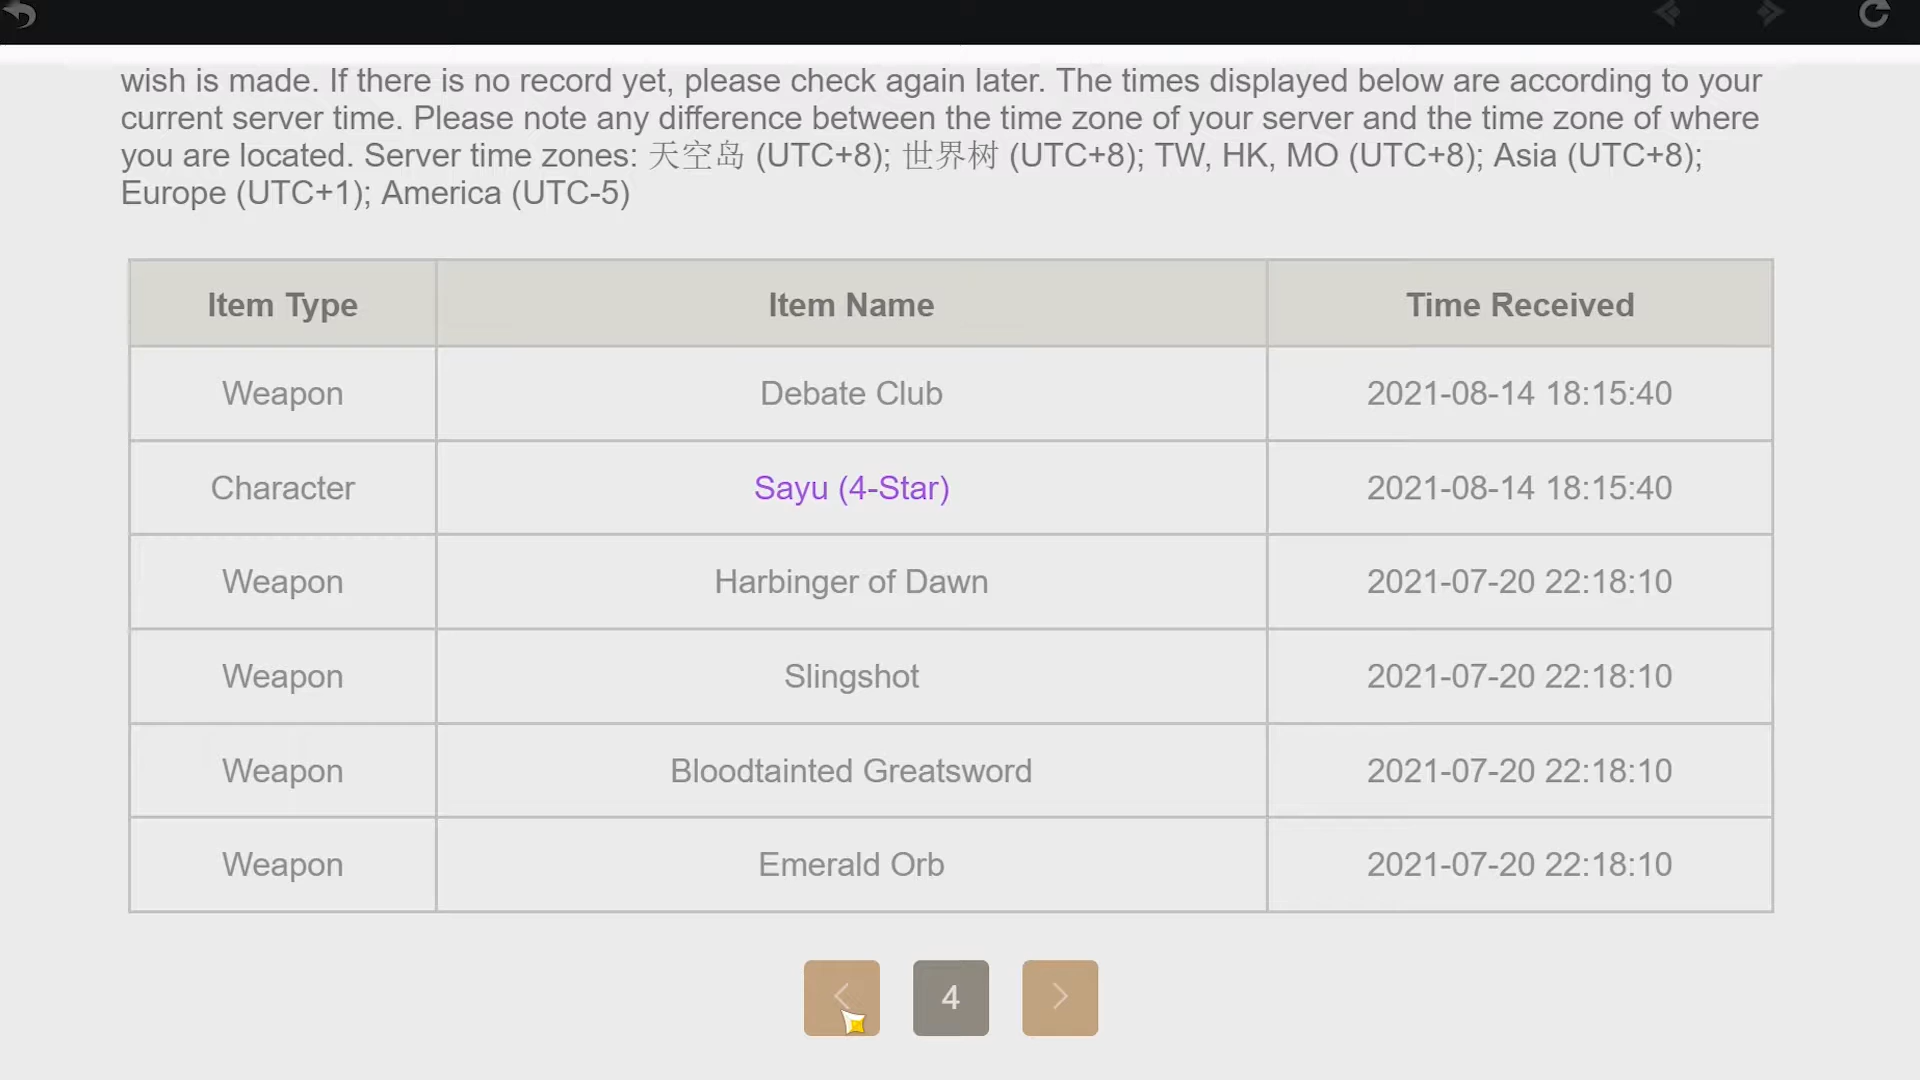 wish is made. If there is no record yet, please check again later. The times displayed below are according to your
current server time. Please note any difference between the time zone of your server and the time zone of where
you are located. Server time zones: 天空岛 (UTC+8); 世界树 (UTC+8); TW, HK, MO (UTC+8); Asia (UTC+8);
Europe (UTC+1); America (UTC-5)
Item Type Item Name Time Received
Weapon Debate Club 2021-08-14 18:15:40
Character Sayu (4-Star) 2021-08-14 18:15:40
Weapon Harbinger of Dawn 2021-07-20 22:18:10
Weapon Slingshot 2021-07-20 22:18:10
Weapon Bloodtainted Greatsword 2021-07-20 22:18:10
Weapon Emerald Orb 2021-07-20 22:18:10
4